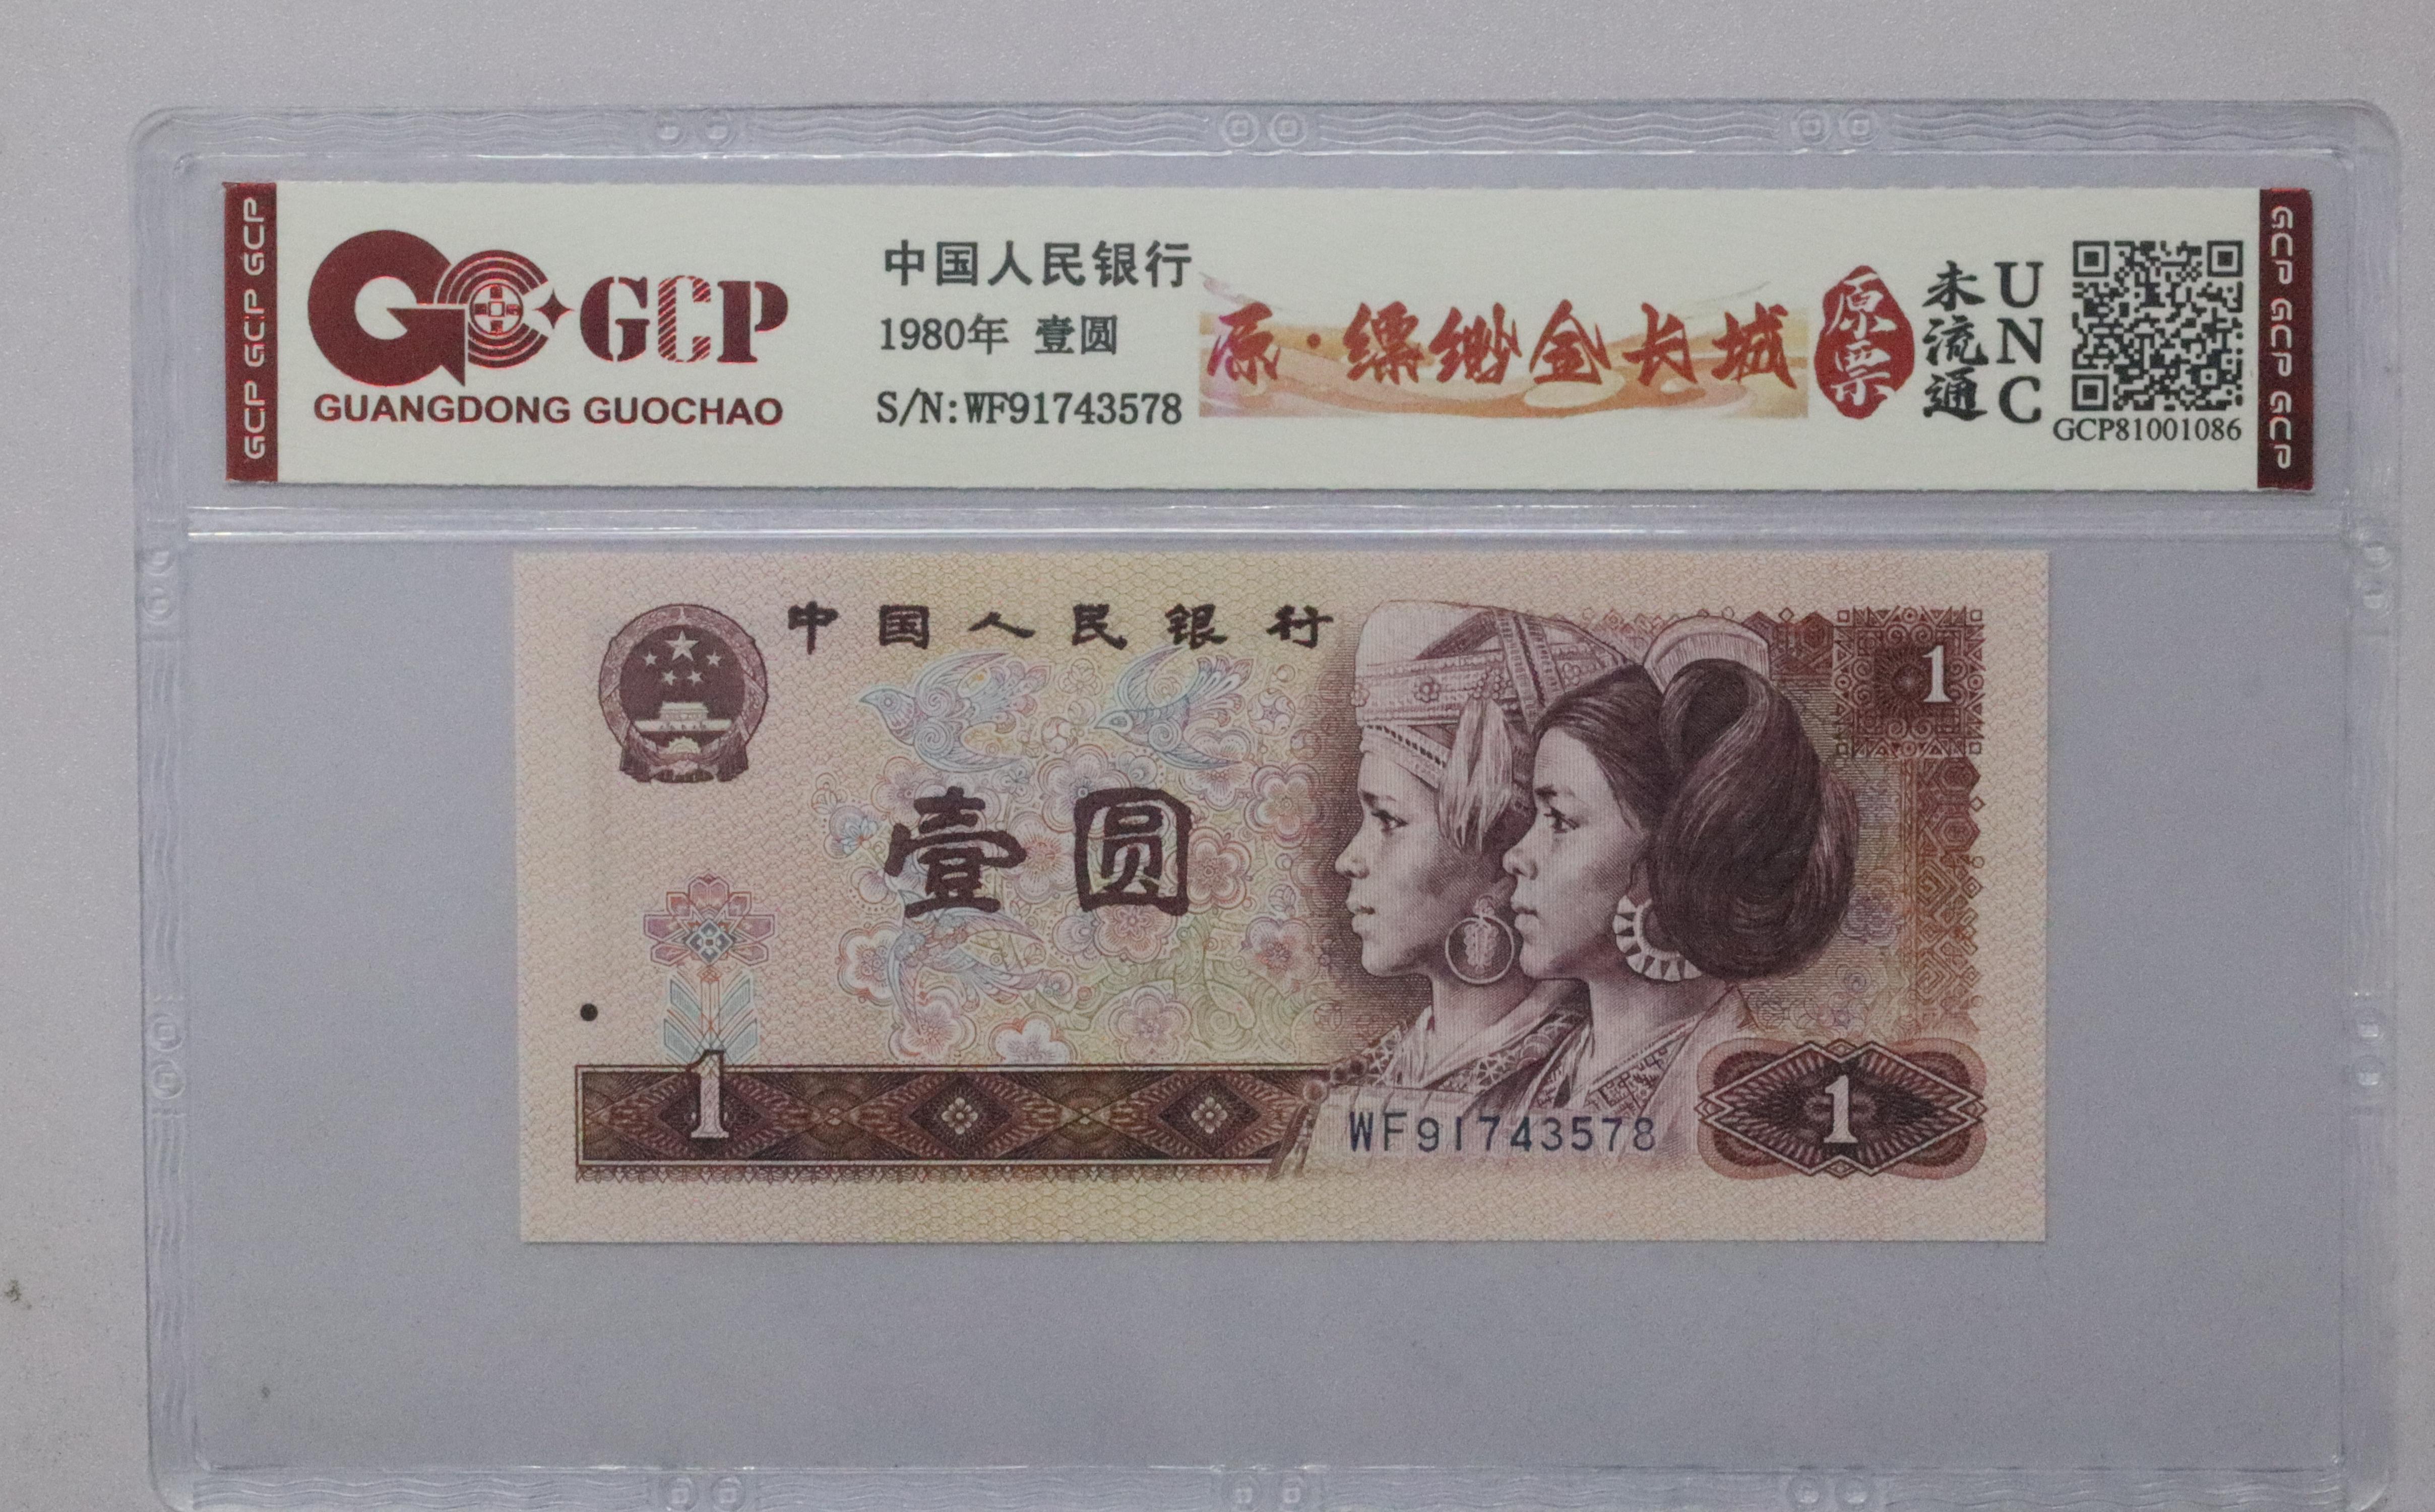 GCP GCP GCP
GCP
GUANGDONG GUOCHAO
中国人民银行
1980年 壹圆
S/N:WF91743578
原·缥缈金长城
原票
未流通
UNC
GCP81001086
GCP GCP GCP
中国人民银行
1
壹圆
1
WF91743578
1